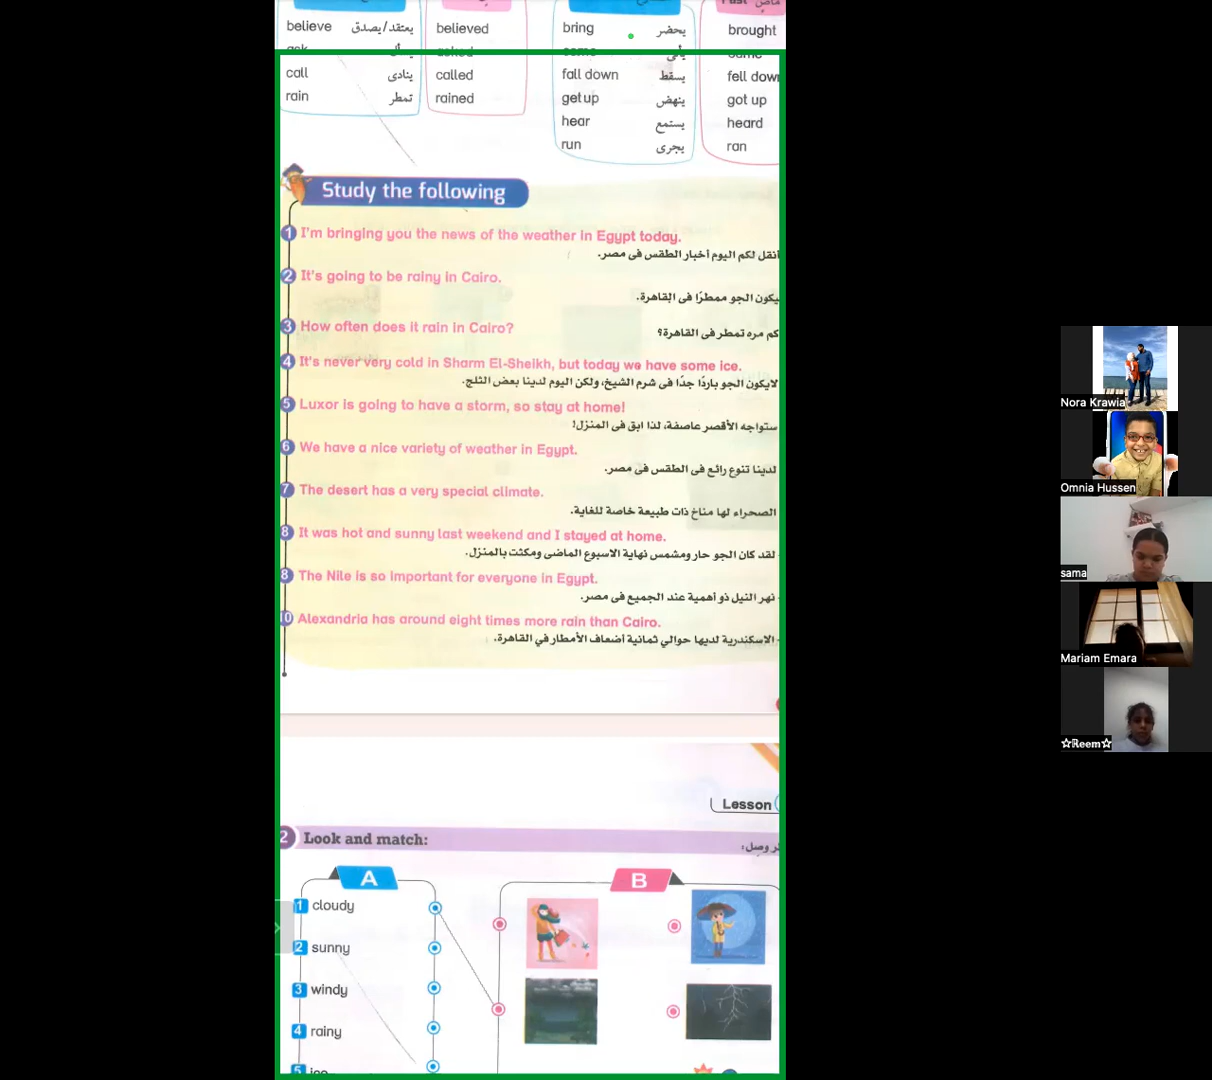 believe يعتقد/يصدق believed bring يحضر brought
call ينادى called fall down يسقط fell down
rain تمطر rained get up ينهض got up
hear يستمع heard
run يجرى ran
Study the following
1 I'm bringing you the news of the weather in Egypt today.
أنقل لكم اليوم أخبار الطقس فى مصر.
2 It's going to be rainy in Cairo.
يكون الجو ممطرًا فى القاهرة.
3 How often does it rain in Cairo? كم مره تمطر فى القاهرة؟
4 It's never very cold in Sharm El-Sheikh, but today we have some ice.
لايكون الجو باردًا جدًا فى شرم الشيخ، ولكن اليوم لدينا بعض الثلج.
5 Luxor is going to have a storm, so stay at home!
ستواجه الأقصر عاصفة، لذا ابق فى المنزل!
6 We have a nice variety of weather in Egypt.
لدينا تنوع رائع فى الطقس فى مصر.
7 The desert has a very special climate.
الصحراء لها مناخ ذات طبيعة خاصة للغاية.
8 It was hot and sunny last weekend and I stayed at home.
لقد كان الجو حار ومشمس نهاية الاسبوع الماضى ومكثت بالمنزل.
8 The Nile is so important for everyone in Egypt.
نهر النيل ذو أهمية عند الجميع فى مصر.
10 Alexandria has around eight times more rain than Cairo.
الاسكندرية لديها حوالي ثمانية أضعاف الأمطار في القاهرة.
Lesson
2 Look and match:
A B
1 cloudy
2 sunny
3 windy
4 rainy
Nora Krawia
Omnia Hussen
sama
Mariam Emara
☆Reem☆